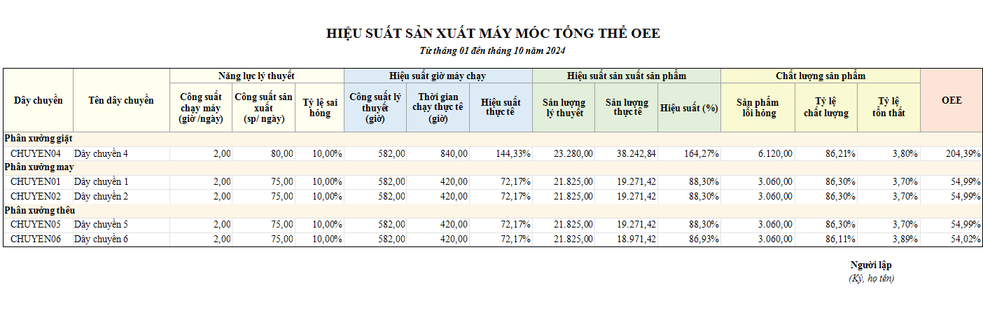 HIỆU SUẤT SẢN XUẤT MÁY MÓC TỔNG THỂ OEE
Từ tháng 01 đến tháng 10 năm 2024
Dây chuyền Tên dây chuyền Năng lực lý thuyết Hiệu suất giờ máy chạy Hiệu suất sản xuất sản phẩm Chất lượng sản phẩm OEE
Công suất chạy máy (giờ /ngày) Công suất sản xuất (sp/ ngày) Tỷ lệ sai hỏng Công suất lý thuyết (giờ) Thời gian chạy thực tế (giờ) Hiệu suất thực tế Sản lượng lý thuyết Sản lượng thực tế Hiệu suất (%) Sản phẩm lỗi hỏng Tỷ lệ chất lượng Tỷ lệ tổn thất
Phân xưởng giặt
CHUYEN04 Dây chuyền 4 2,00 80,00 10,00% 582,00 840,00 144,33% 23.280,00 38.242,84 164,27% 6.120,00 86,21% 3,80% 204,39%
Phân xưởng may
CHUYEN01 Dây chuyền 1 2,00 75,00 10,00% 582,00 420,00 72,17% 21.825,00 19.271,42 88,30% 3.060,00 86,30% 3,70% 54,99%
CHUYEN02 Dây chuyền 2 2,00 75,00 10,00% 582,00 420,00 72,17% 21.825,00 19.271,42 88,30% 3.060,00 86,30% 3,70% 54,99%
Phân xưởng thêu
CHUYEN05 Dây chuyền 5 2,00 75,00 10,00% 582,00 420,00 72,17% 21.825,00 19.271,42 88,30% 3.060,00 86,30% 3,70% 54,99%
CHUYEN06 Dây chuyền 6 2,00 75,00 10,00% 582,00 420,00 72,17% 21.825,00 18.971,42 86,93% 3.060,00 86,11% 3,89% 54,02%
Người lập
(Ký, họ tên)